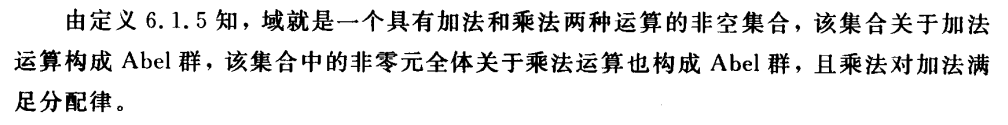 由定义 6.1.5 知，域就是一个具有加法和乘法两种运算的非空集合，该集合关于加法
运算构成 Abel 群，该集合中的非零元全体关于乘法运算也构成 Abel 群，且乘法对加法满
足分配律。